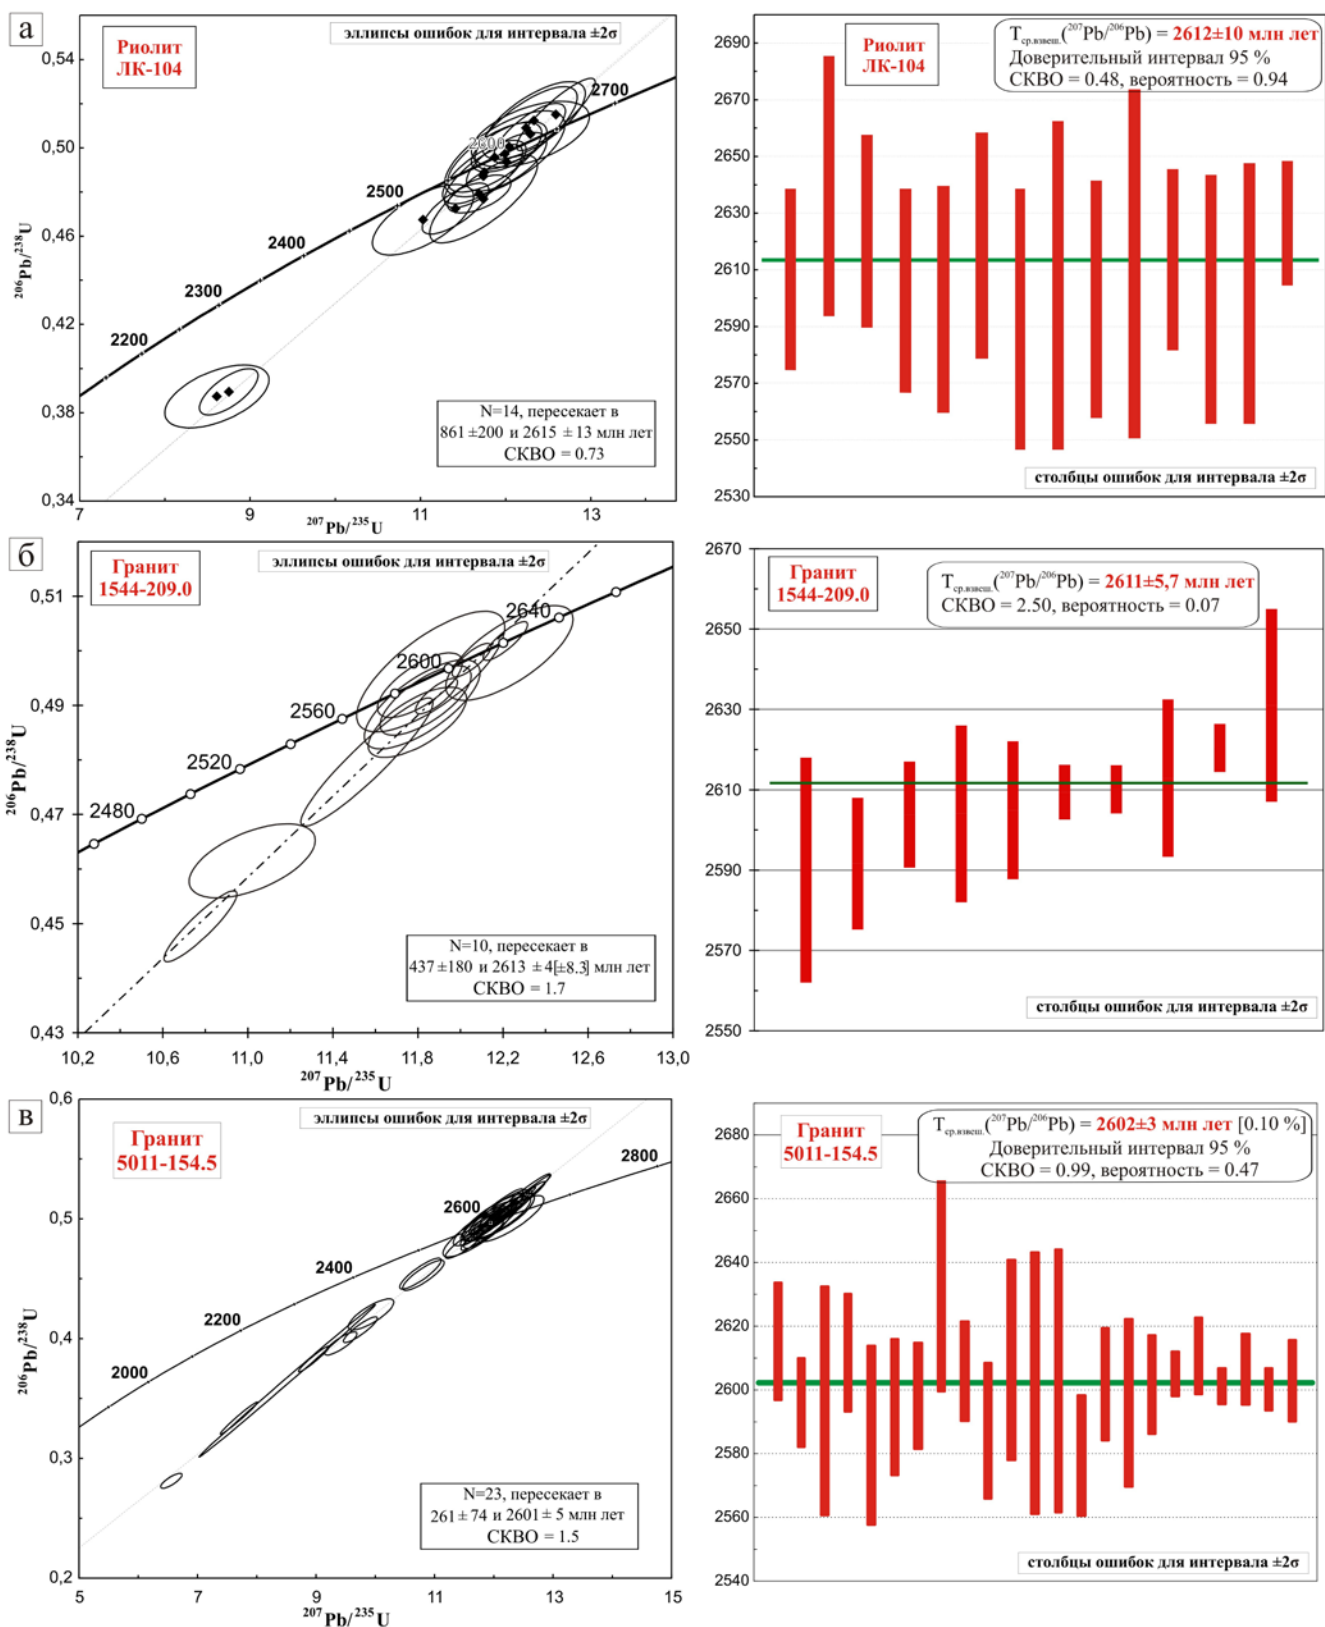 а
эллипсы ошибок для интервала ±2σ
Риолит
ЛК-104
0,54
0,50
0,46
0,42
0,38
0,34
²⁰⁶Pb/²³⁸U
2200
2300
2400
2500
2600
2700
N=14, пересекает в
861 ±200 и 2615 ±13 млн лет
СКВО = 0.73
7
9
11
13
²⁰⁷Pb/²³⁵U
Риолит
ЛК-104
Tср.взвеш.(²⁰⁷Pb/²⁰⁶Pb) = 2612±10 млн лет
Доверительный интервал 95 %
СКВО = 0.48, вероятность = 0.94
2690
2670
2650
2630
2610
2590
2570
2550
2530
столбцы ошибок для интервала ±2σ
б
эллипсы ошибок для интервала ±2σ
Гранит
1544-209.0
0,51
0,49
0,47
0,45
0,43
²⁰⁶Pb/²³⁸U
2480
2520
2560
2600
2640
N=10, пересекает в
437 ±180 и 2613 ±4[±8.3] млн лет
СКВО = 1.7
10,2
10,6
11,0
11,4
11,8
12,2
12,6
13,0
²⁰⁷Pb/²³⁵U
Гранит
1544-209.0
Tср.взвеш.(²⁰⁷Pb/²⁰⁶Pb) = 2611±5,7 млн лет
СКВО = 2.50, вероятность = 0.07
2670
2650
2630
2610
2590
2570
2550
столбцы ошибок для интервала ±2σ
в
эллипсы ошибок для интервала ±2σ
Гранит
5011-154.5
0,6
0,5
0,4
0,3
0,2
²⁰⁶Pb/²³⁸U
2000
2200
2400
2600
2800
N=23, пересекает в
261 ± 74 и 2601 ± 5 млн лет
СКВО = 1.5
5
7
9
11
13
15
²⁰⁷Pb/²³⁵U
Гранит
5011-154.5
Tср.взвеш.(²⁰⁷Pb/²⁰⁶Pb) = 2602±3 млн лет [0.10 %]
Доверительный интервал 95 %
СКВО = 0.99, вероятность = 0.47
2680
2660
2640
2620
2600
2580
2560
2540
столбцы ошибок для интервала ±2σ